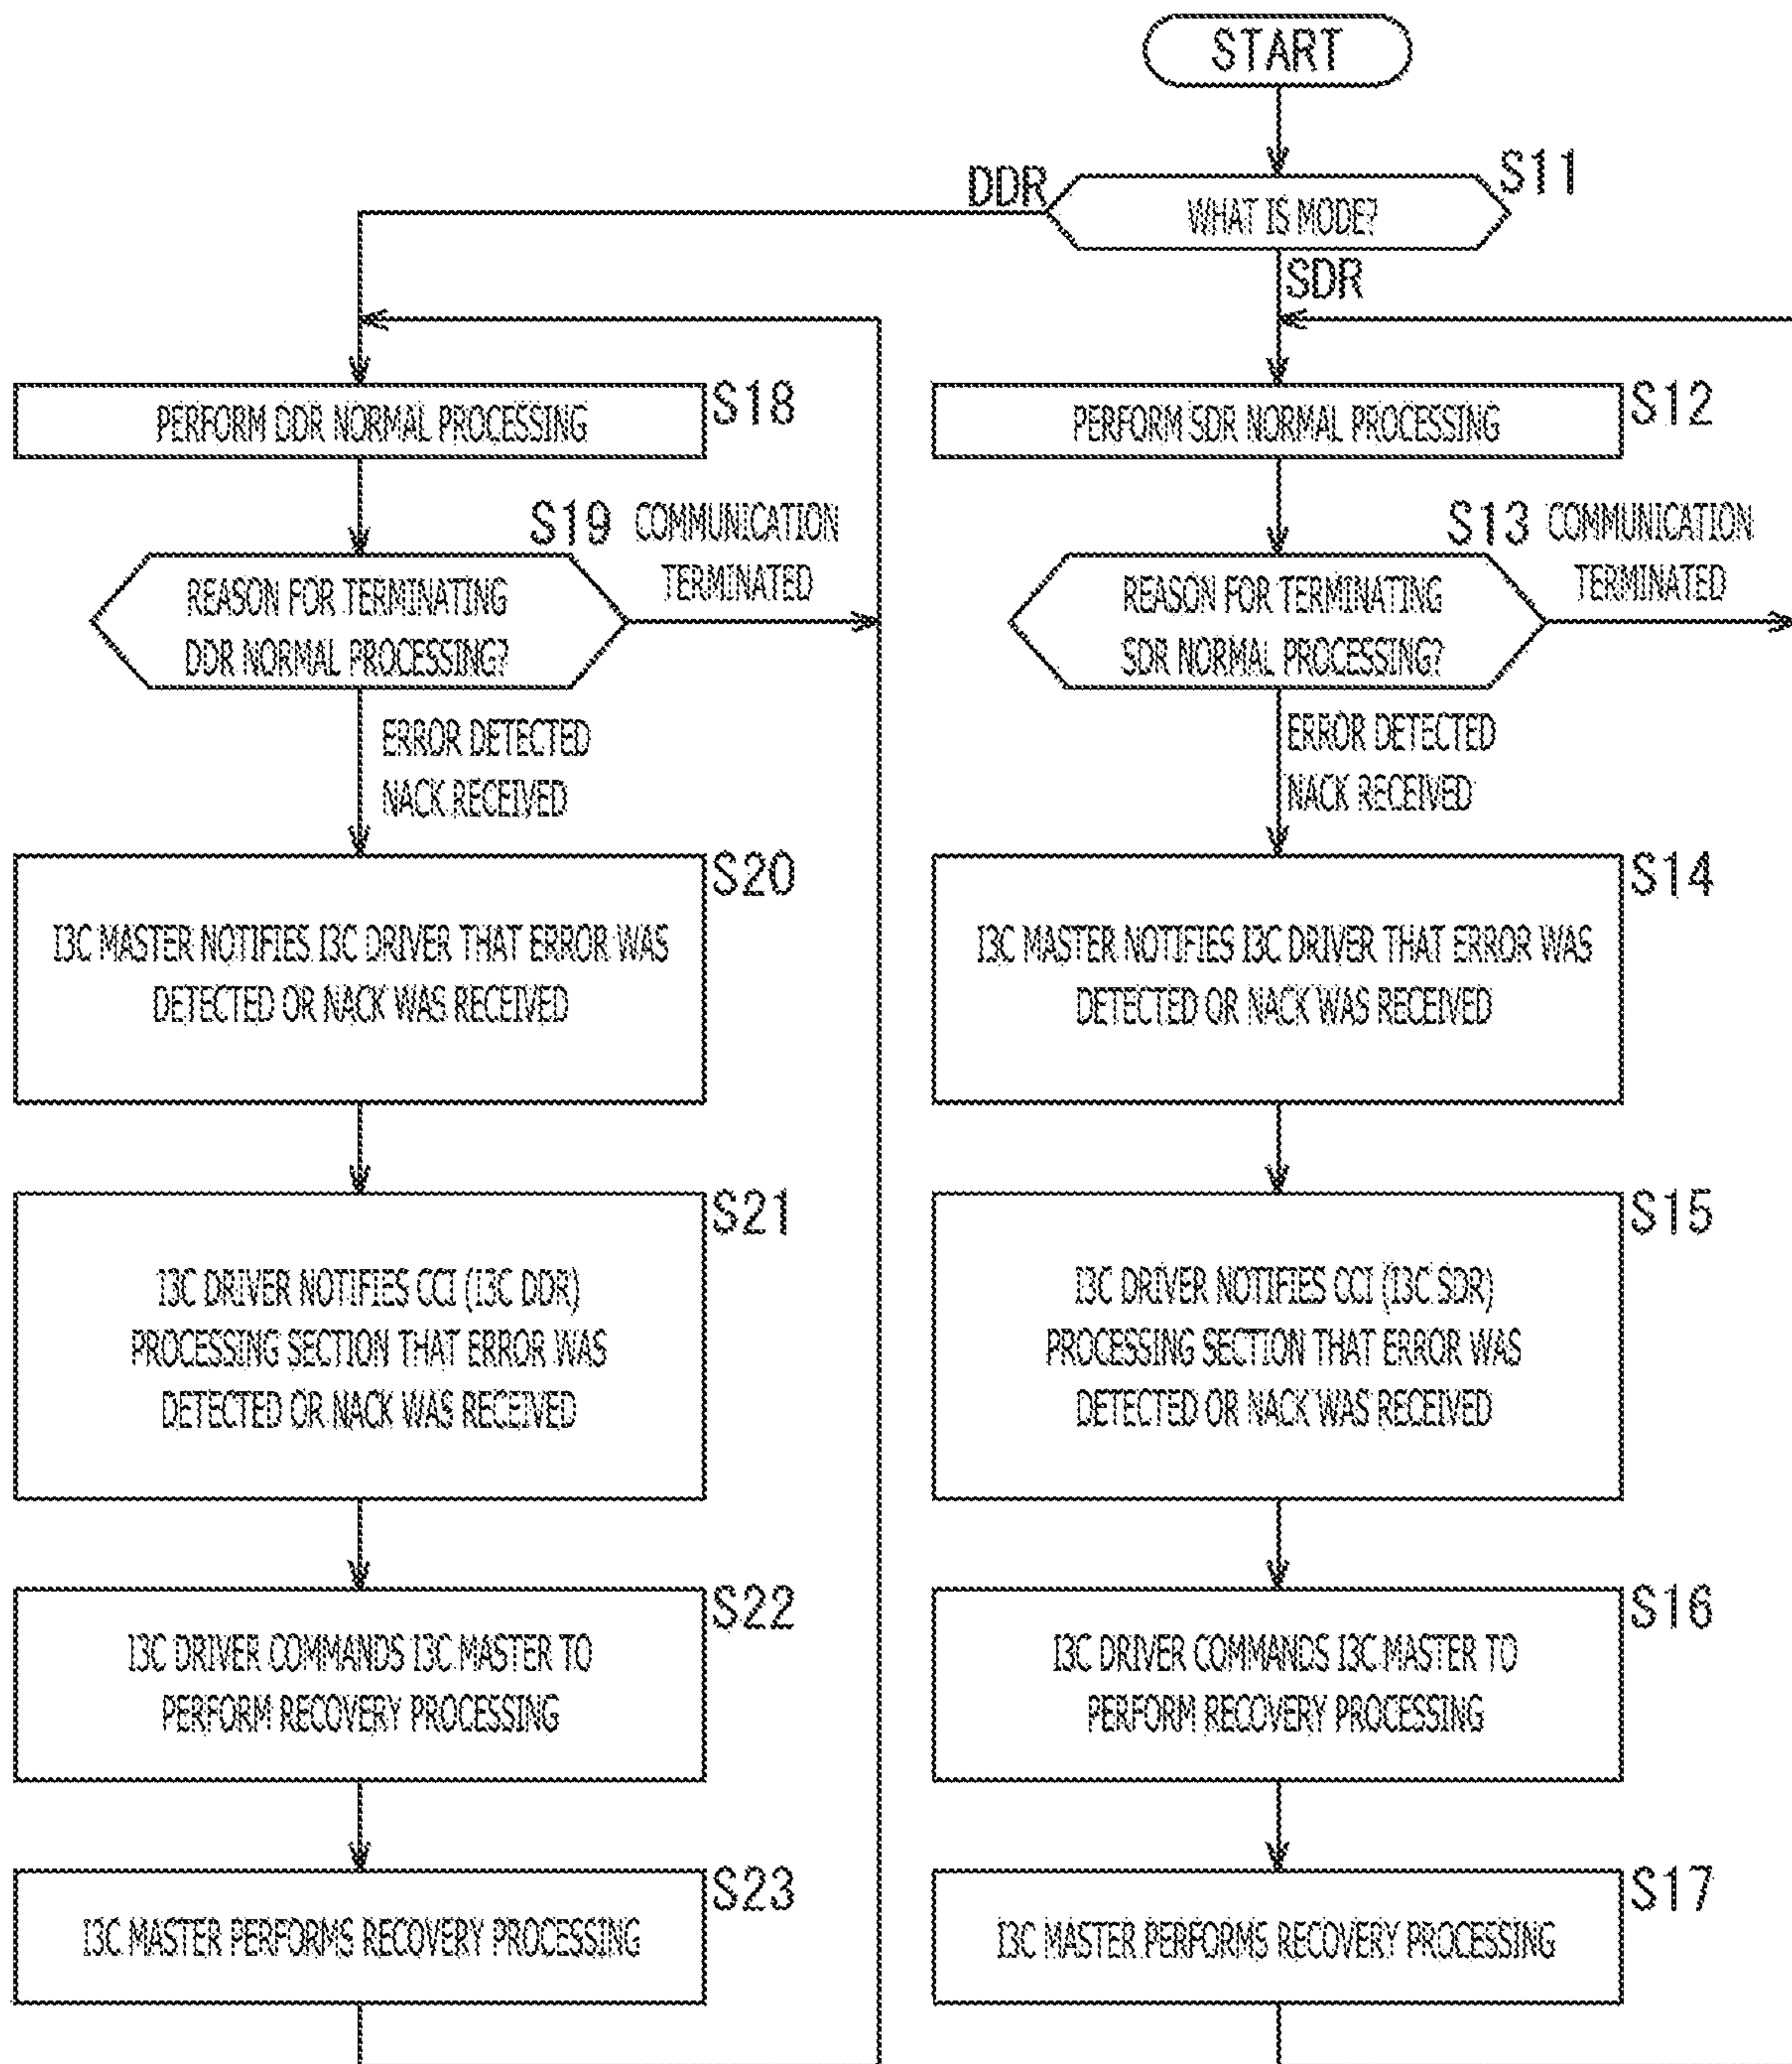 START
S11
DDR
WHAT IS MODE?
SDR
S18
PERFORM DDR NORMAL PROCESSING
S19 COMMUNICATION
TERMINATED
REASON FOR TERMINATING
DDR NORMAL PROCESSING?
ERROR DETECTED
NACK RECEIVED
S20
I3C MASTER NOTIFIES I3C DRIVER THAT ERROR WAS
DETECTED OR NACK WAS RECEIVED
S21
I3C DRIVER NOTIFIES CCI (I3C DDR)
PROCESSING SECTION THAT ERROR WAS
DETECTED OR NACK WAS RECEIVED
S22
I3C DRIVER COMMANDS I3C MASTER TO
PERFORM RECOVERY PROCESSING
S23
I3C MASTER PERFORMS RECOVERY PROCESSING
S12
PERFORM SDR NORMAL PROCESSING
S13 COMMUNICATION
TERMINATED
REASON FOR TERMINATING
SDR NORMAL PROCESSING?
ERROR DETECTED
NACK RECEIVED
S14
I3C MASTER NOTIFIES I3C DRIVER THAT ERROR WAS
DETECTED OR NACK WAS RECEIVED
S15
I3C DRIVER NOTIFIES CCI (I3C SDR)
PROCESSING SECTION THAT ERROR WAS
DETECTED OR NACK WAS RECEIVED
S16
I3C DRIVER COMMANDS I3C MASTER TO
PERFORM RECOVERY PROCESSING
S17
I3C MASTER PERFORMS RECOVERY PROCESSING